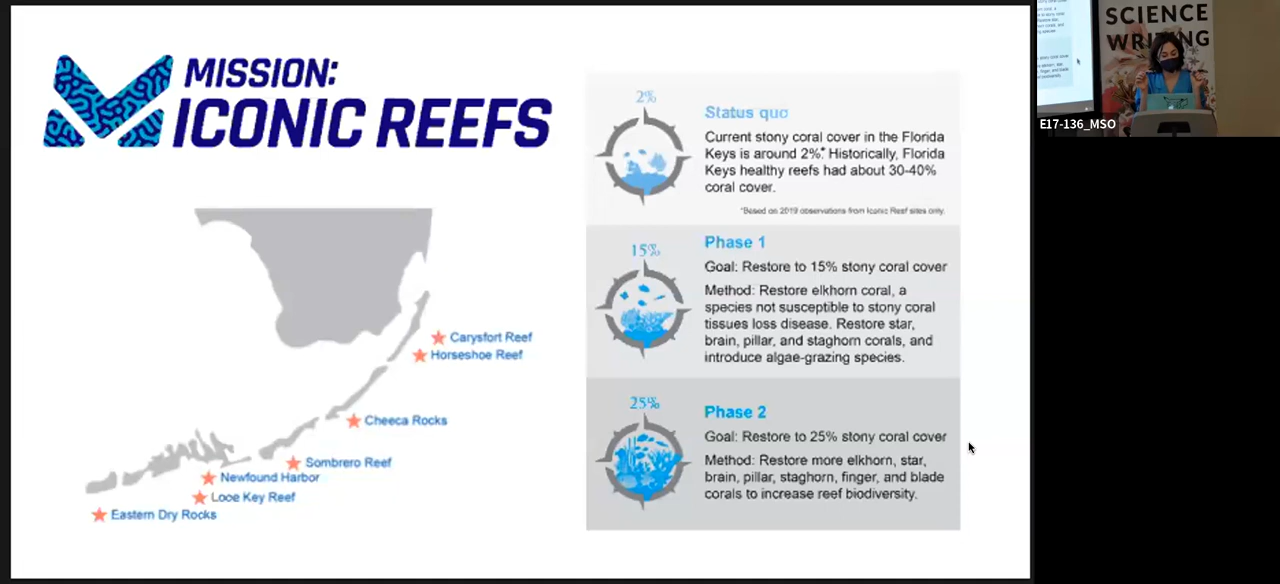 MISSION:
ICONIC REEFS
2%
Status quo
Current stony coral cover in the Florida
Keys is around 2%.* Historically, Florida
Keys healthy reefs had about 30-40%
coral cover.
*Based on 2019 observations from Iconic Reef sites only.
15%
Phase 1
Goal: Restore to 15% stony coral cover
Method: Restore elkhorn coral, a
species not susceptible to stony coral
tissues loss disease. Restore star,
brain, pillar, and staghorn corals, and
introduce algae-grazing species.
25%
Phase 2
Goal: Restore to 25% stony coral cover
Method: Restore more elkhorn, star,
brain, pillar, staghorn, finger, and blade
corals to increase reef biodiversity.
Carysfort Reef
Horseshoe Reef
Cheeca Rocks
Sombrero Reef
Newfound Harbor
Looe Key Reef
Eastern Dry Rocks
SCIENCE
WRITING
E17-136_MSO